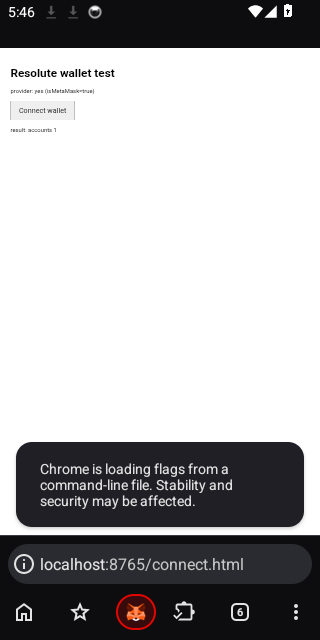 5:46
Resolute wallet test
provider: yes (isMetaMask=true)
Connect wallet
result: accounts 1
Chrome is loading flags from a
command-line file. Stability and
security may be affected.
localhost:8765/connect.html
6